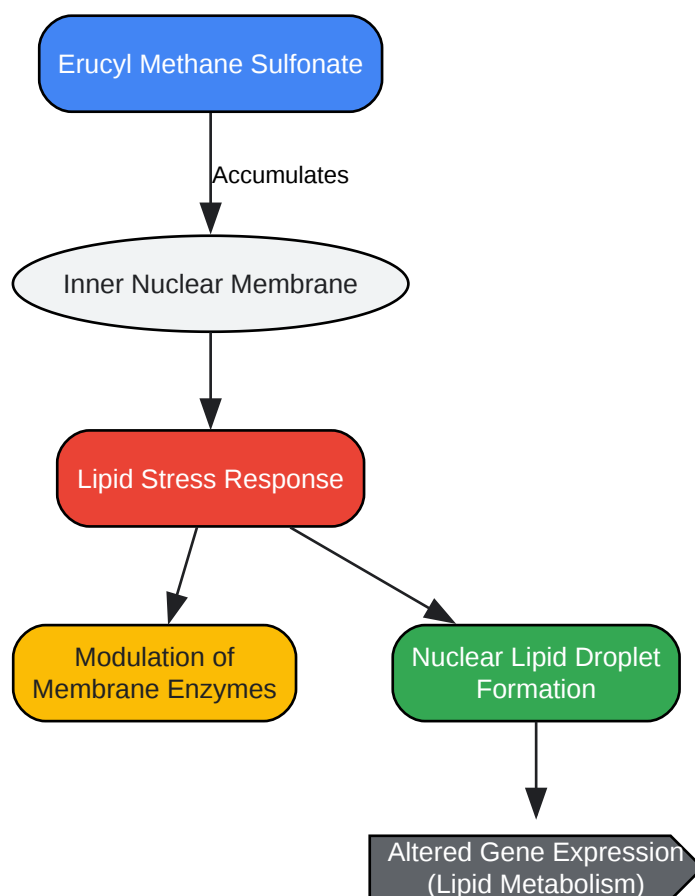 Erucyl Methane Sulfonate
Accumulates
Inner Nuclear Membrane
Lipid Stress Response
Modulation of
Membrane Enzymes
Nuclear Lipid Droplet
Formation
Altered Gene Expression
(Lipid Metabolism)